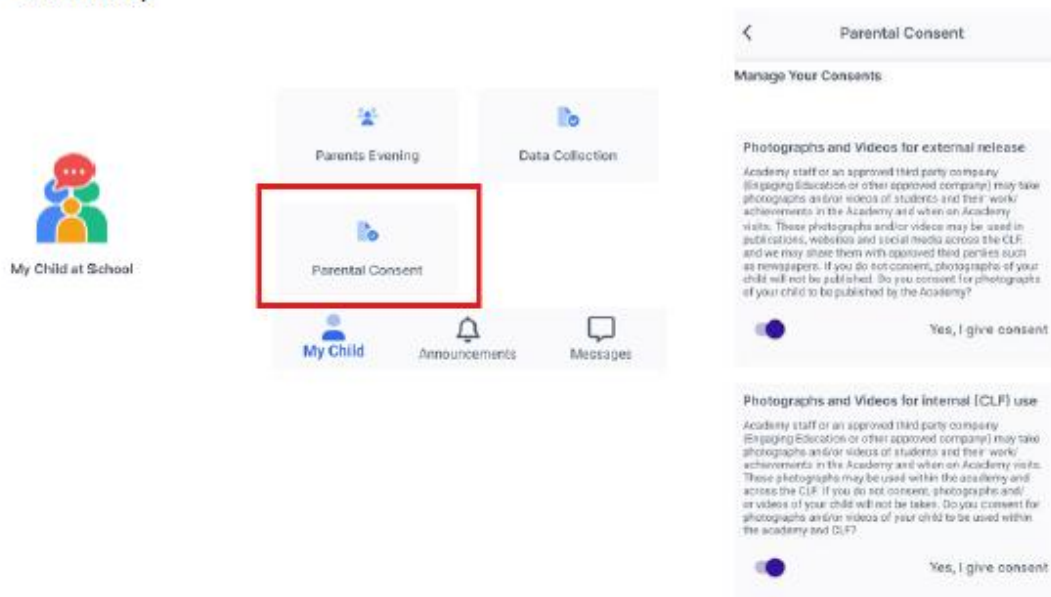 My Child at School
Parents Evening
Data Collection
Parental Consent
My Child
Announcements
Messages
Parental Consent
Manage Your Consents
Photographs and Videos for external release
Academy staff or an approved third party company
(Engaging Education or other approved company) may take
photographs and/or videos of students and their work/
achievements in the Academy and when on Academy
visits. These photographs and/or videos may be used in
publications, websites and social media across the CLF,
and we may share them with approved third parties such
as newspapers. If you do not consent, photographs of your
child will not be published. Do you consent for photographs
of your child to be published by the Academy?
Yes, I give consent
Photographs and Videos for internal (CLF) use
Academy staff or an approved third party company
(Engaging Education or other approved company) may take
photographs and/or videos of students and their work/
achievements in the Academy and when on Academy visits.
These photographs may be used within the academy and
across the CLF. If you do not consent, photographs and/
or videos of your child will not be taken. Do you consent for
photographs and/or videos of your child to be used within
the academy and CLF?
Yes, I give consent